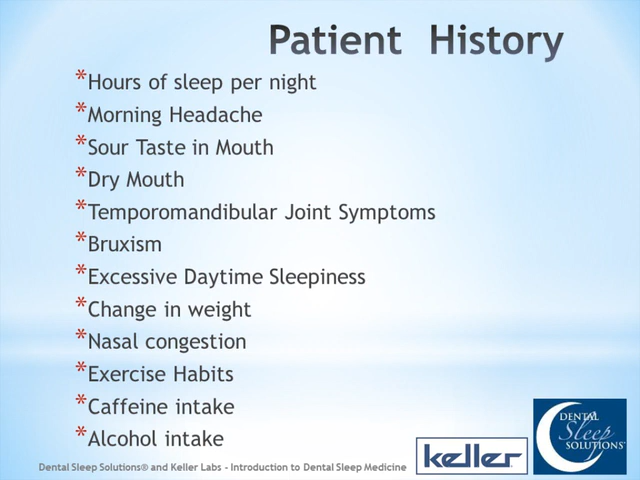 Patient History
*Hours of sleep per night
*Morning Headache
*Sour Taste in Mouth
*Dry Mouth
*Temporomandibular Joint Symptoms
*Bruxism
*Excessive Daytime Sleepiness
*Change in weight
*Nasal congestion
*Exercise Habits
*Caffeine intake
*Alcohol intake
Dental Sleep Solutions® and Keller Labs - Introduction to Dental Sleep Medicine
keller
DENTAL
Sleep
SOLUTIONS